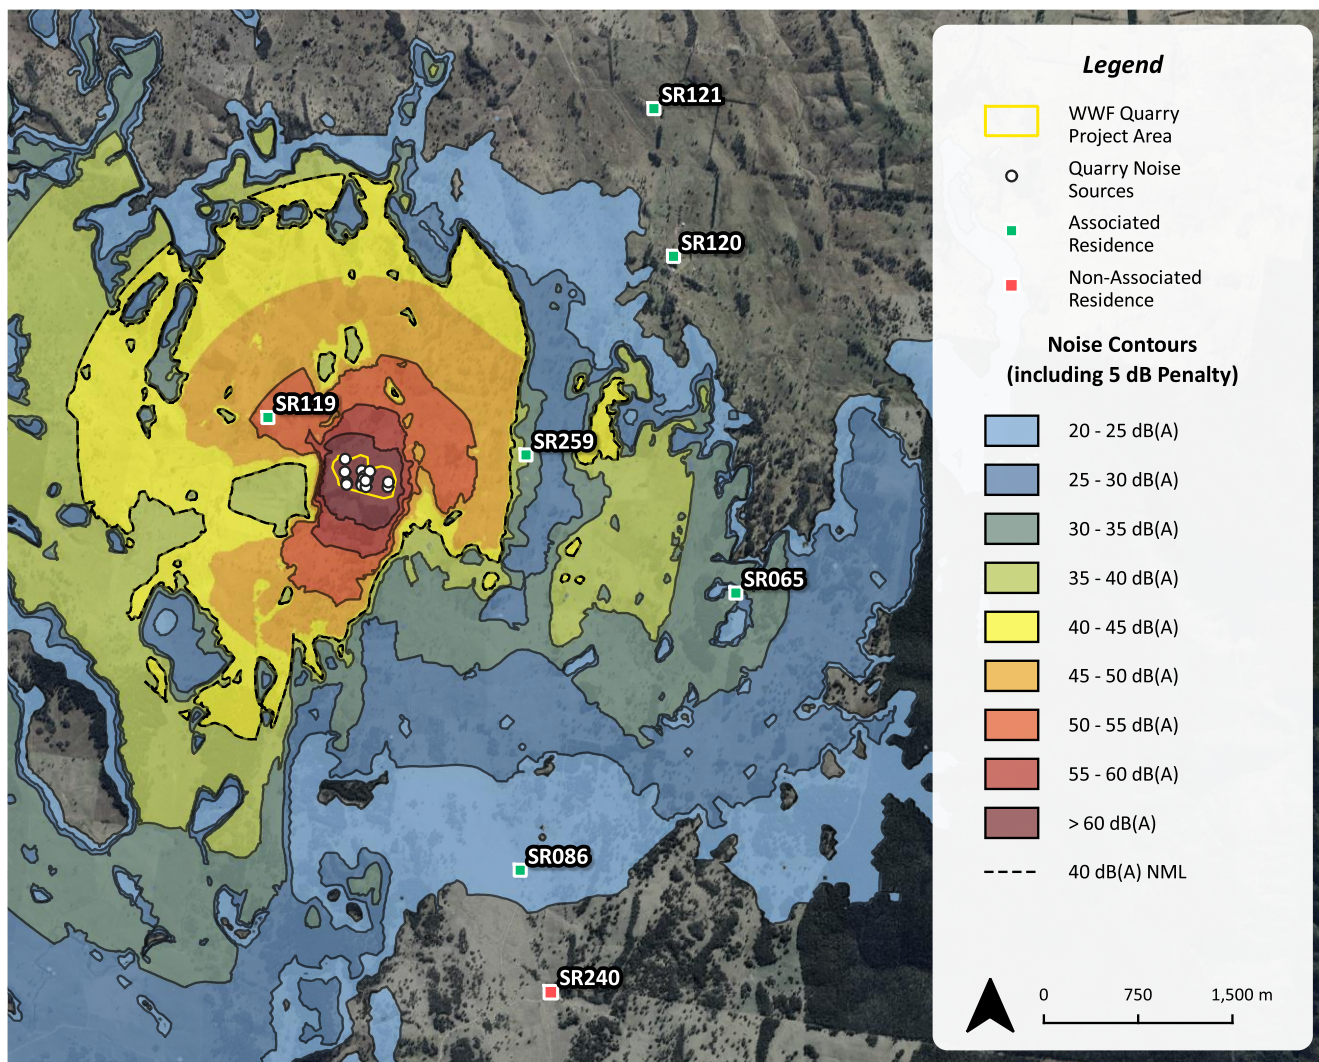 SR121
SR120
SR119
SR259
SR065
SR086
SR240
Legend
WWF Quarry
Project Area
Quarry Noise
Sources
Associated
Residence
Non-Associated
Residence
Noise Contours
(including 5 dB Penalty)
20 - 25 dB(A)
25 - 30 dB(A)
30 - 35 dB(A)
35 - 40 dB(A)
40 - 45 dB(A)
45 - 50 dB(A)
50 - 55 dB(A)
55 - 60 dB(A)
> 60 dB(A)
40 dB(A) NML
0 750 1,500 m